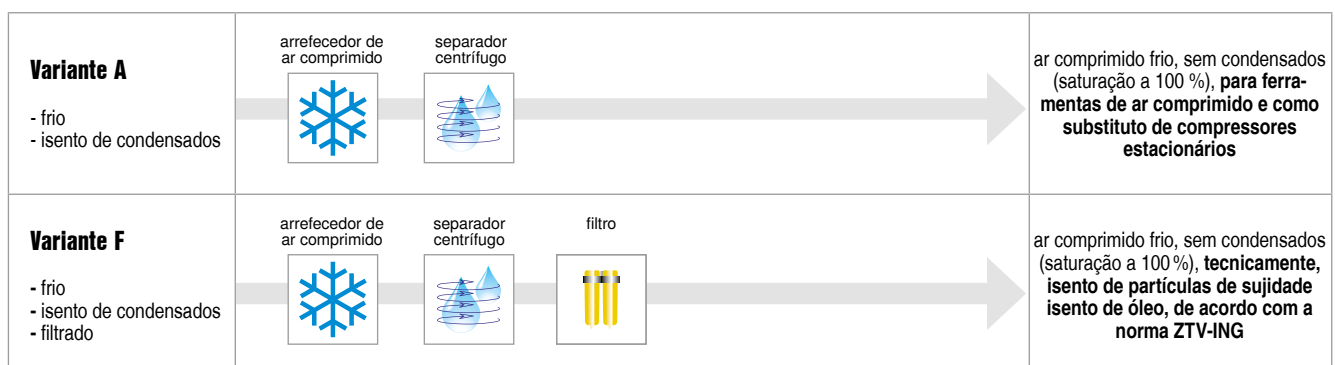 Variante A
- frio
- isento de condensados
arrefecedor de
ar comprimido
separador
centrífugo
ar comprimido frio, sem condensados
(saturação a 100 %), para ferra-
mentas de ar comprimido e como
substituto de compressores
estacionários
Variante F
- frio
- isento de condensados
- filtrado
arrefecedor de
ar comprimido
separador
centrífugo
filtro
ar comprimido frio, sem condensados
(saturação a 100 %), tecnicamente,
isento de partículas de sujidade
isento de óleo, de acordo com a
norma ZTV-ING